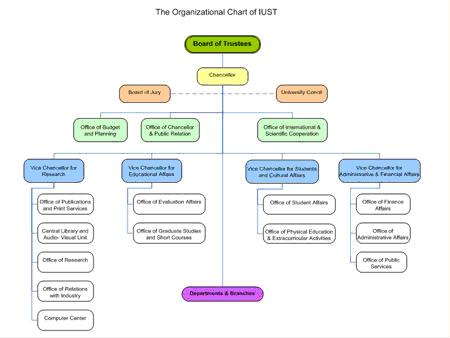 The Organizational Chart of IUST
Board of Trustees
Chancellor
Board of Jury
University Concil
Office of Budget
and Planning
Office of Chancellor
& Public Relation
Office of International &
Scientific Cooperation
Vice Chancellor for
Research
Vice Chancellor for
Educational Affairs
Vice Chancellor for Students
and Cultural Affairs
Vice Chancellor for
Administrative & Financial Affairs
Office of Publications
and Print Services
Central Library and
Audio- Visual Unit
Office of Research
Office of Relations
with Industry
Computer Center
Office of Evaluation Affairs
Office of Graduate Studies
and Short Courses
Office of Student Affairs
Office of Physical Education
& Extracurricular Activities
Office of Finance
Affairs
Office of
Administrative Affairs
Office of Public
Services
Departments & Branches